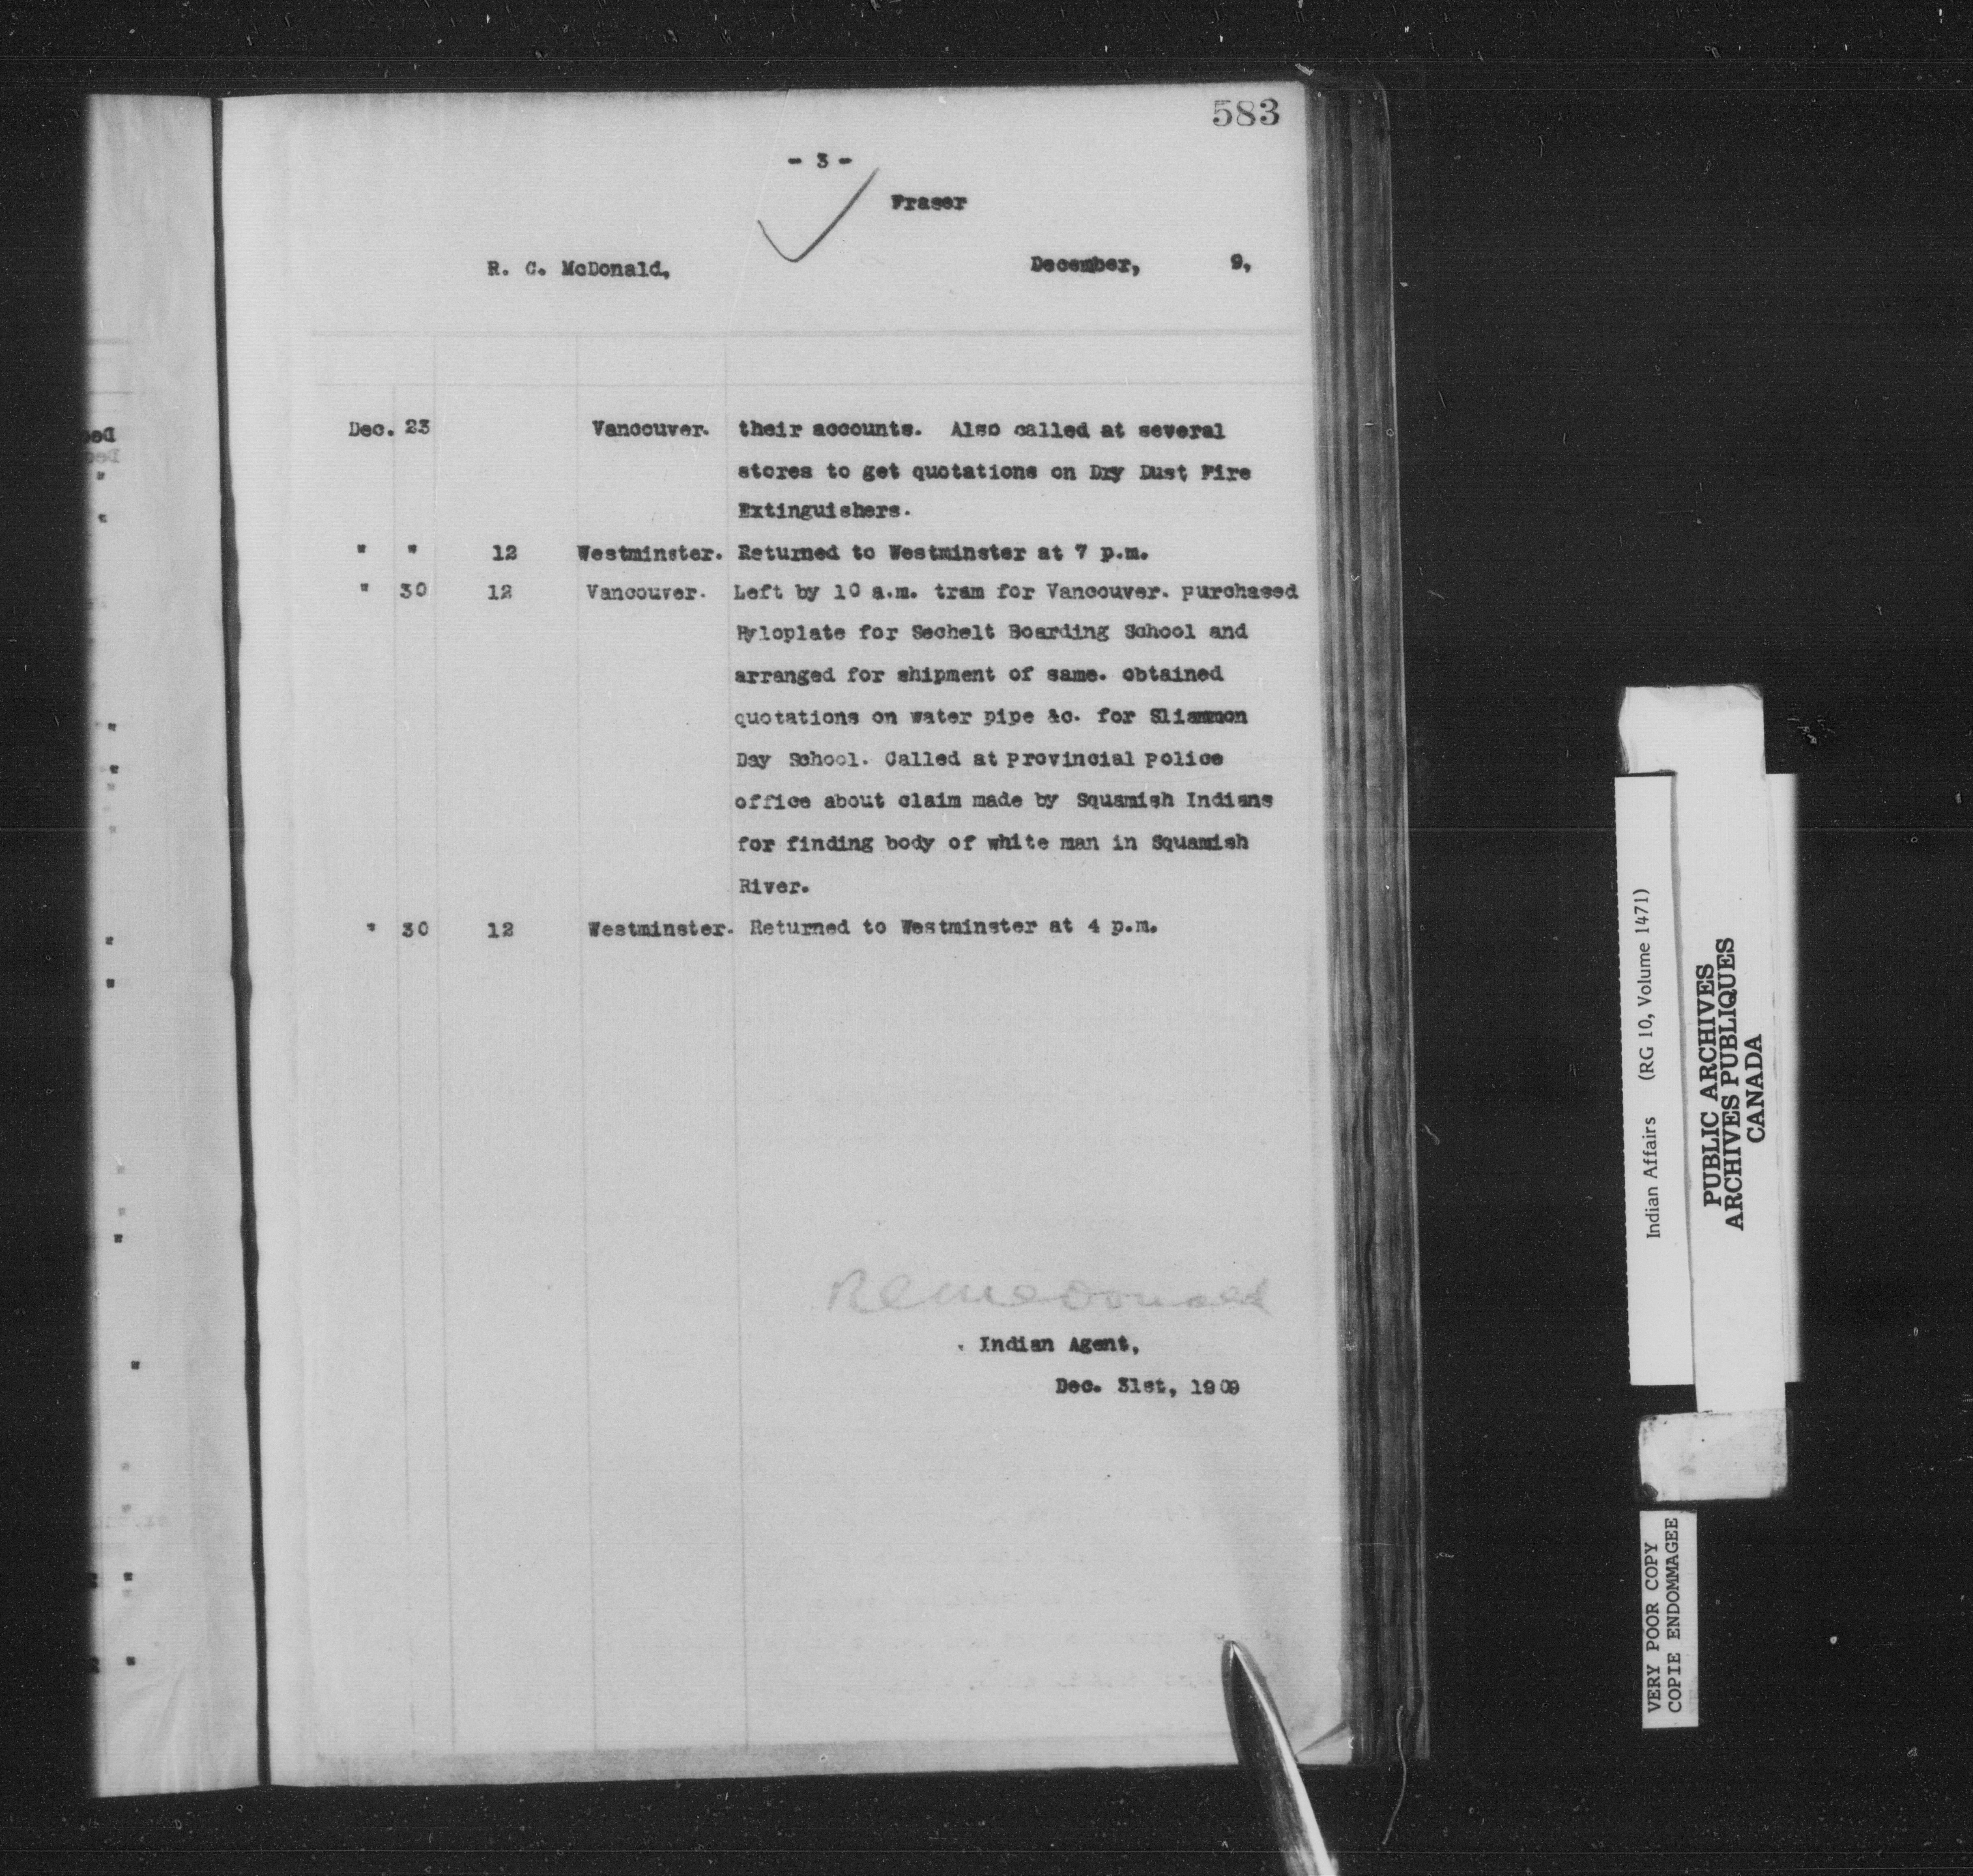 583
- 3 -
Fraser
R. C. McDonald, December, 9,
Dec. 23 Vancouver. their accounts. Also called at several
stores to get quotations on Dry Dust Fire
Extinguishers.
" " 12 Westminster. Returned to Westminster at 7 p.m.
" 30 12 Vancouver. Left by 10 a.m. tram for Vancouver. purchased
Hyloplate for Sechelt Boarding School and
arranged for shipment of same. obtained
quotations on water pipe &c. for Sliammon
Day School. Called at provincial police
office about claim made by Squamish Indians
for finding body of white man in Squamish
River.
" 30 12 Westminster. Returned to Westminster at 4 p.m.
RC McDonald
Indian Agent,
Dec. 31st, 1909
Indian Affairs (RG 10, Volume 1471)
PUBLIC ARCHIVES
ARCHIVES PUBLIQUES
CANADA
VERY POOR COPY
COPIE ENDOMMAGEE